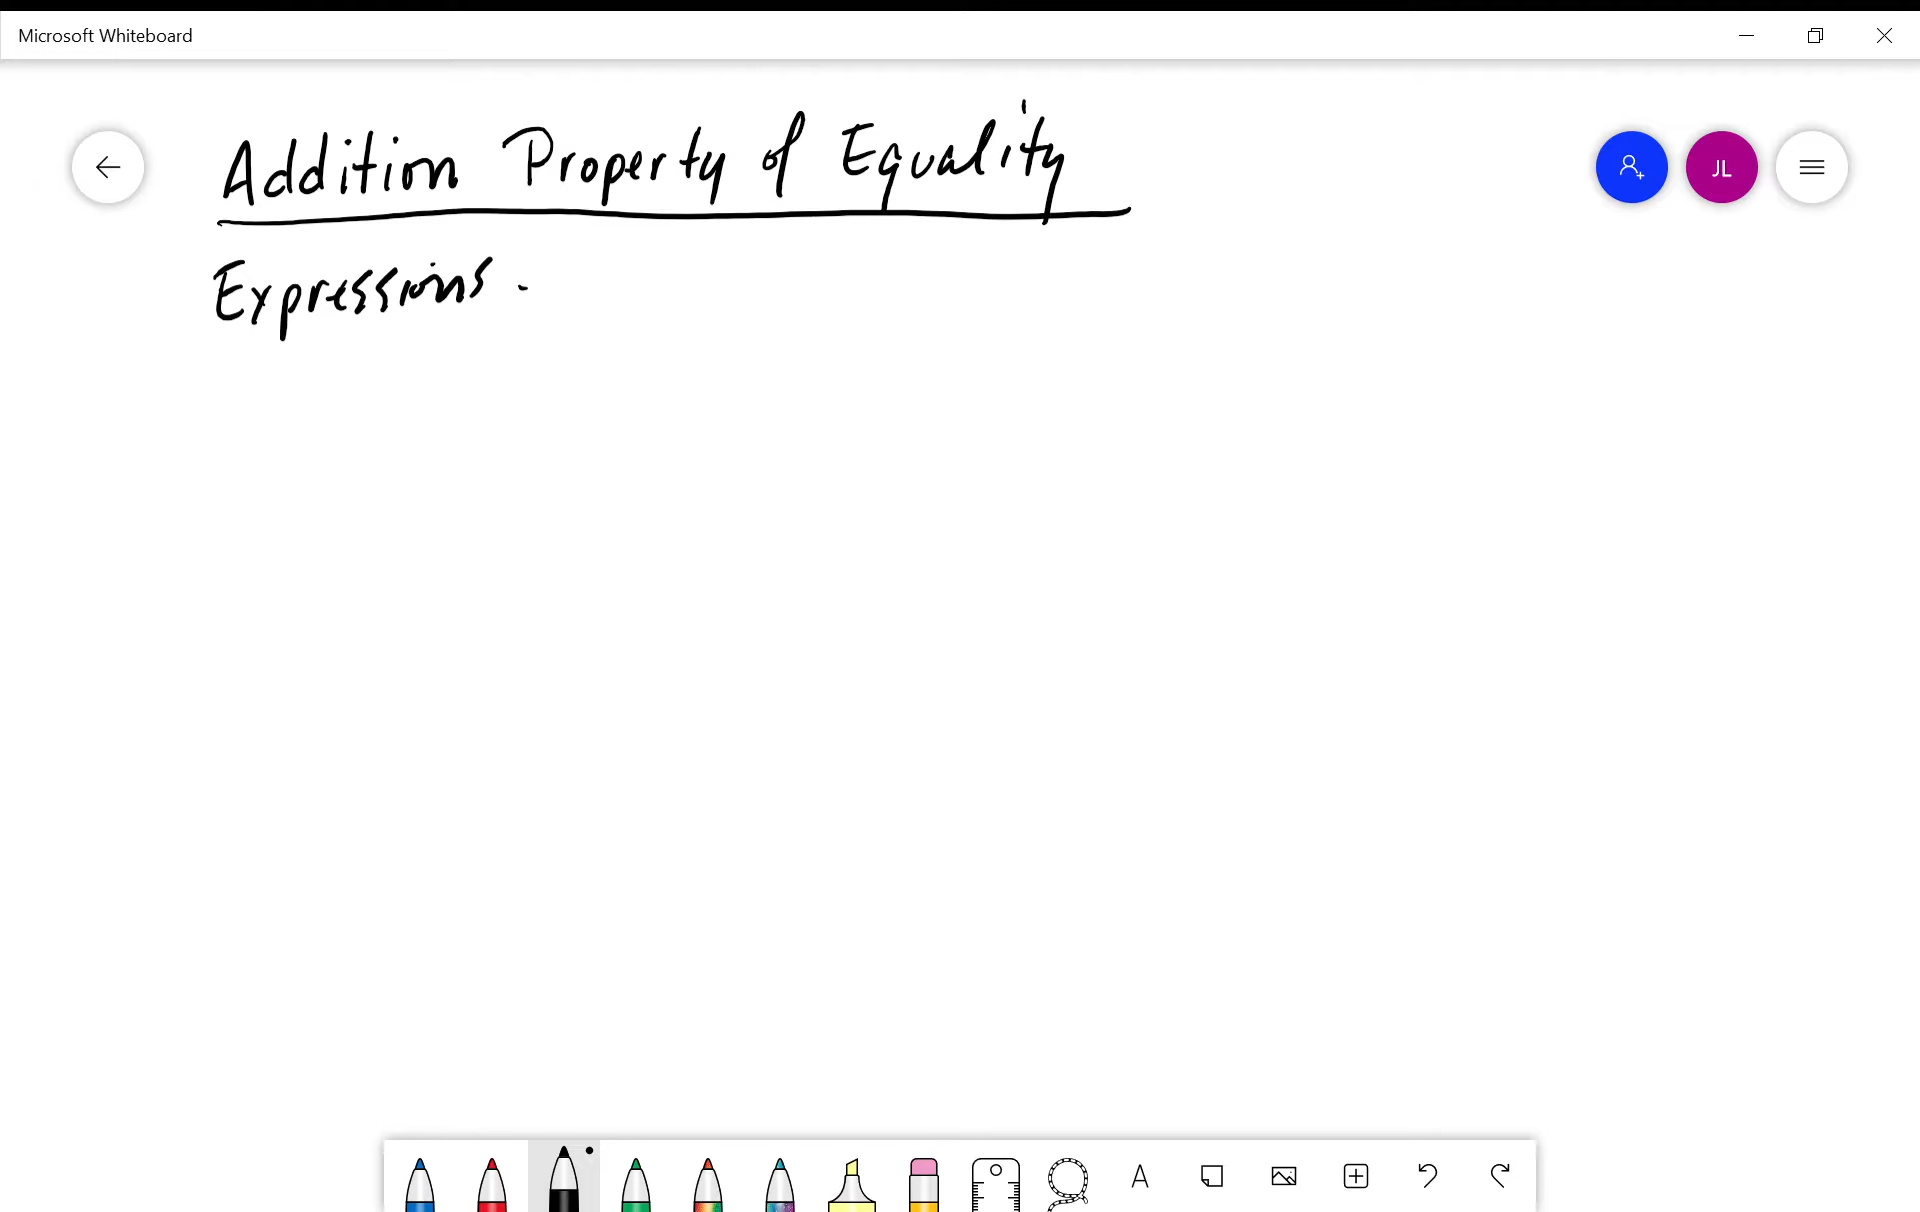 Microsoft Whiteboard
Addition Property of Equality
JL
Expressions.
A